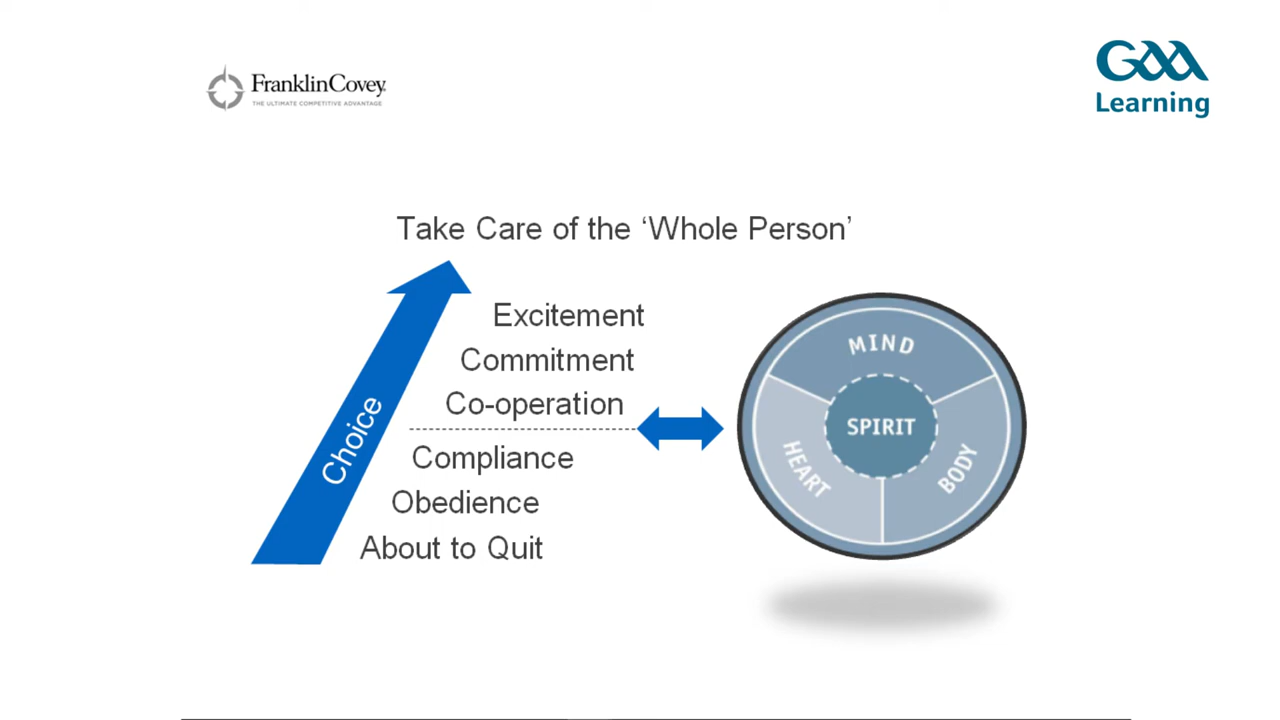 FranklinCovey
THE ULTIMATE COMPETITIVE ADVANTAGE
GAA
Learning
Take Care of the ‘Whole Person’
Choice
Excitement
Commitment
Co-operation
Compliance
Obedience
About to Quit
MIND
SPIRIT
HEART
BODY